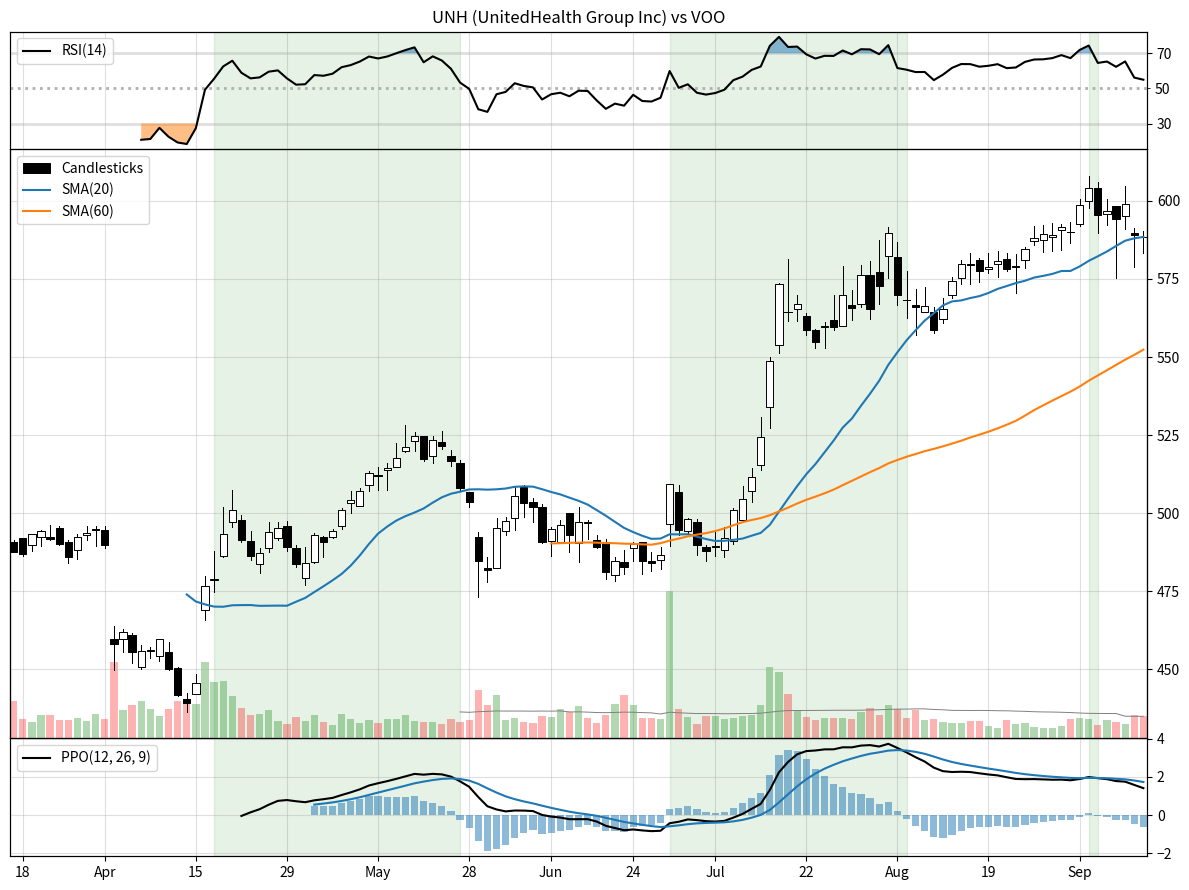 UNH (UnitedHealth Group Inc) vs VOO
RSI(14)
70
50
30
Candlesticks
SMA(20)
SMA(60)
600
575
550
525
500
475
450
PPO(12, 26, 9)
4
2
0
−2
18 Apr 15 29 May 28 Jun 24 Jul 22 Aug 19 Sep